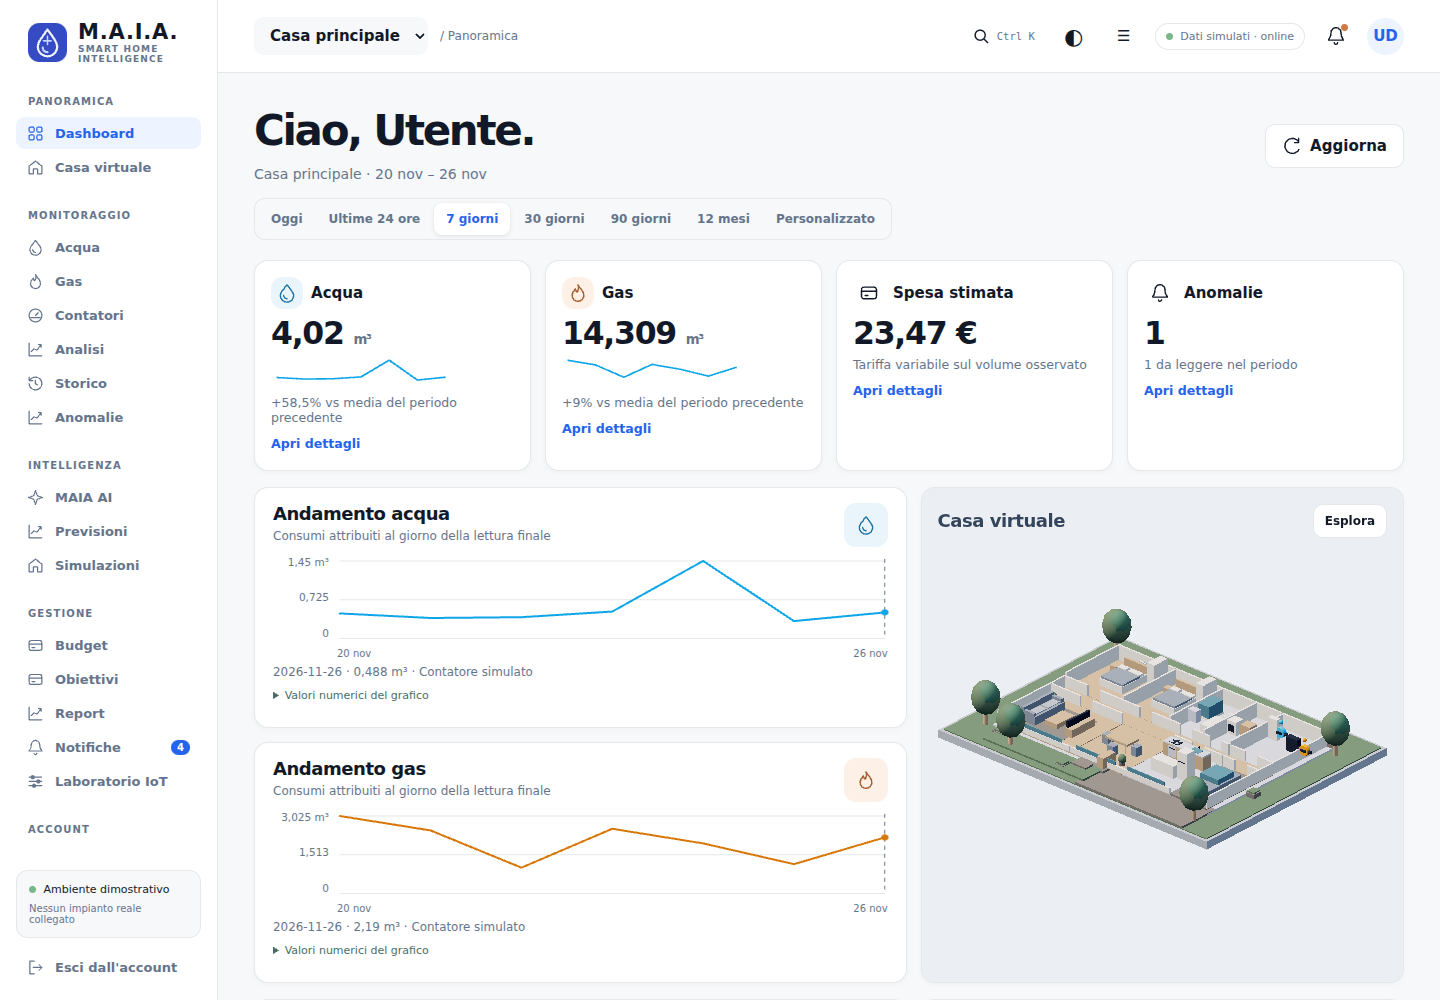 M.A.I.A.
SMART HOME
INTELLIGENCE
PANORAMICA
Dashboard
Casa virtuale
MONITORAGGIO
Acqua
Gas
Contatori
Analisi
Storico
Anomalie
INTELLIGENZA
MAIA AI
Previsioni
Simulazioni
GESTIONE
Budget
Obiettivi
Report
Notifiche 4
Laboratorio IoT
ACCOUNT
Ambiente dimostrativo
Nessun impianto reale
collegato
Esci dall'account
Casa principale / Panoramica
Ctrl K
Dati simulati · online
UD
Ciao, Utente.
Casa principale · 20 nov – 26 nov
Aggiorna
Oggi Ultime 24 ore 7 giorni 30 giorni 90 giorni 12 mesi Personalizzato
Acqua
4,02 m³
+58,5% vs media del periodo
precedente
Apri dettagli
Gas
14,309 m³
+9% vs media del periodo precedente
Apri dettagli
Spesa stimata
23,47 €
Tariffa variabile sul volume osservato
Apri dettagli
Anomalie
1
1 da leggere nel periodo
Apri dettagli
Andamento acqua
Consumi attribuiti al giorno della lettura finale
1,45 m³
0,725
0
20 nov 26 nov
2026-11-26 · 0,488 m³ · Contatore simulato
Valori numerici del grafico
Casa virtuale
Esplora
Andamento gas
Consumi attribuiti al giorno della lettura finale
3,025 m³
1,513
0
20 nov 26 nov
2026-11-26 · 2,19 m³ · Contatore simulato
Valori numerici del grafico